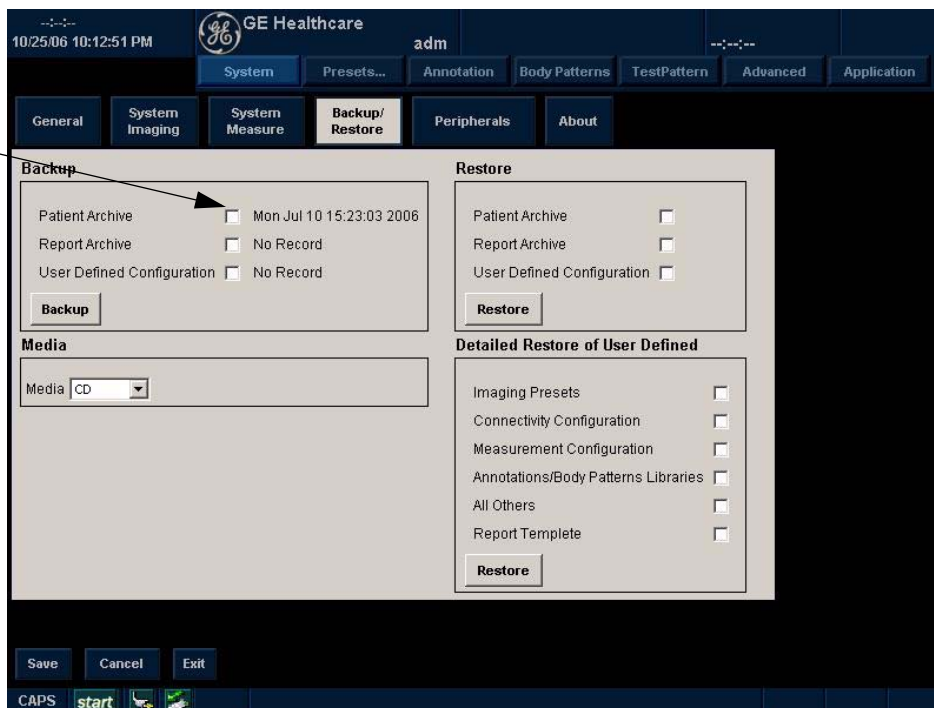 --:--:--
10/25/06 10:12:51 PM
GE Healthcare
adm
--:--:--
System Presets... Annotation Body Patterns TestPattern Advanced Application
General
System Imaging
System Measure
Backup/ Restore
Peripherals
About
Backup
Patient Archive Mon Jul 10 15:23:03 2006
Report Archive No Record
User Defined Configuration No Record
Backup
Media
Media CD
Restore
Patient Archive
Report Archive
User Defined Configuration
Restore
Detailed Restore of User Defined
Imaging Presets
Connectivity Configuration
Measurement Configuration
Annotations/Body Patterns Libraries
All Others
Report Templete
Restore
Save Cancel Exit
CAPS start